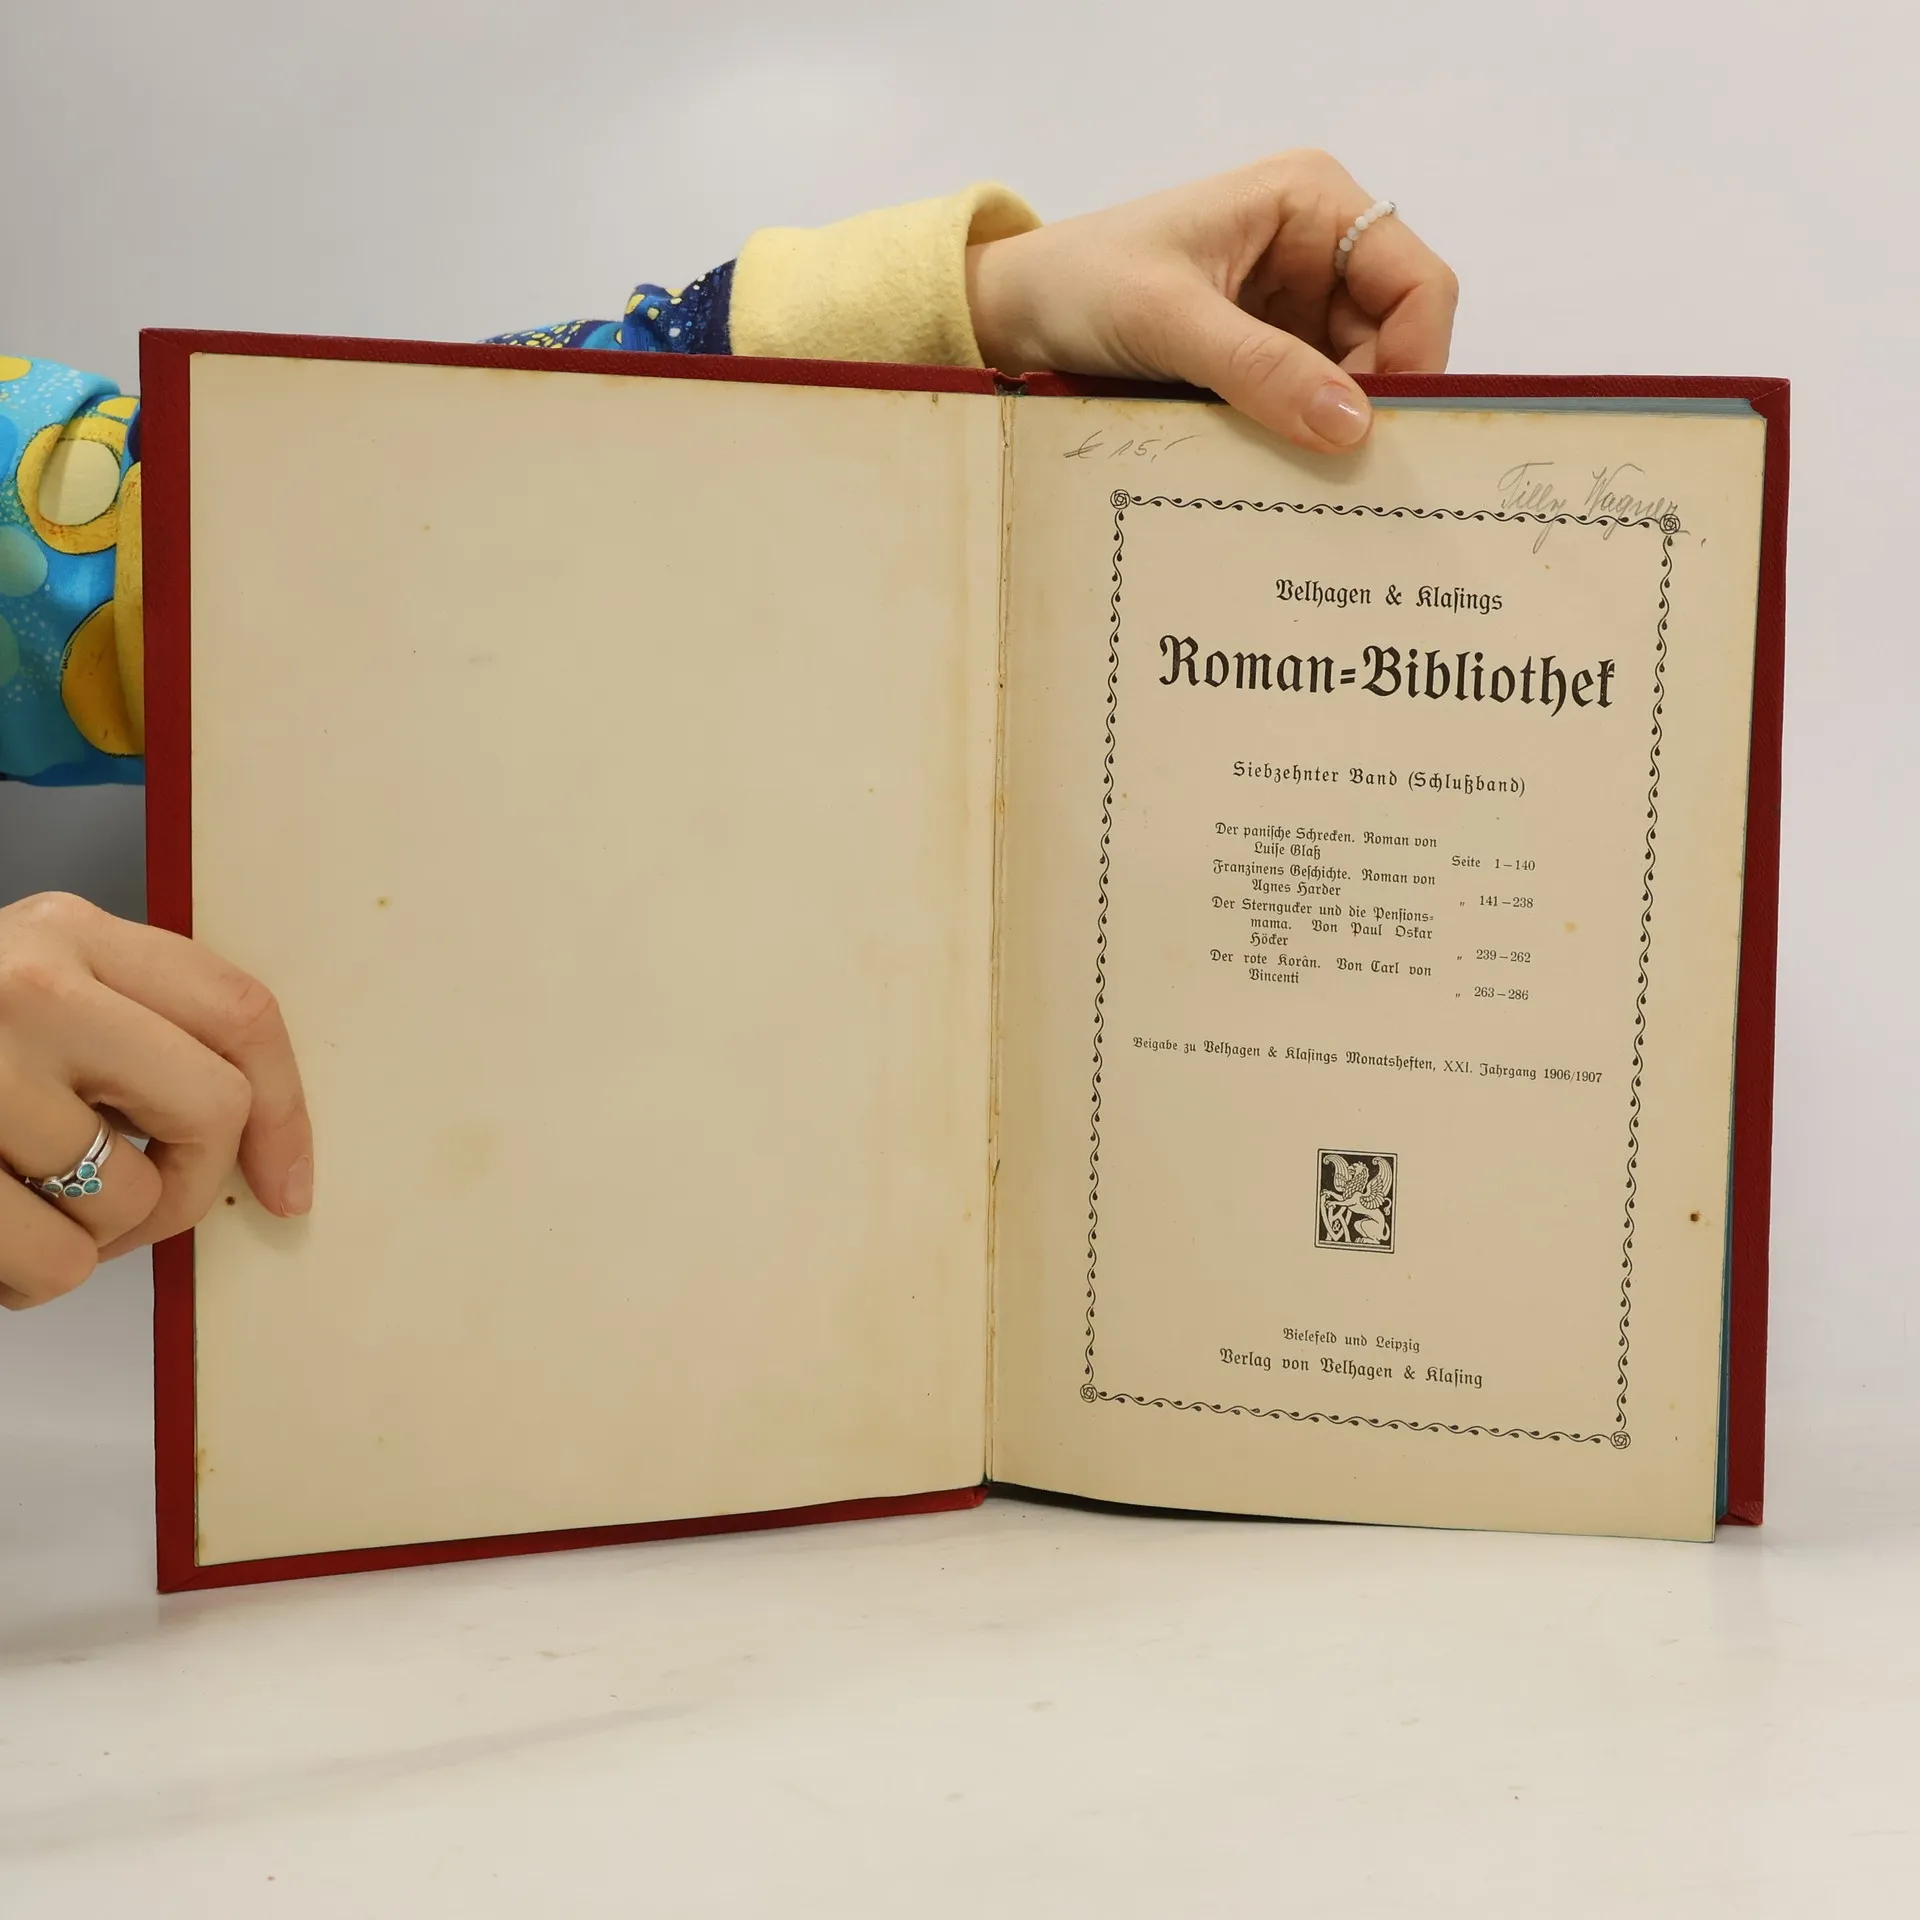 € 15,-
Tilly Wagner
Velhagen & Klaſings
Roman=Bibliothek
Siebzehnter Band (Schlußband)
Der paniſche Schrecken. Roman von
Luiſe Glaß Seite 1–140
Franzinens Geſchichte. Roman von
Agnes Harder „ 141–238
Der Sterngucker und die Penſions=
mama. Von Paul Oskar
Höcker „ 239–262
Der rote Korân. Von Carl von
Vincenti „ 263–286
Beigabe zu Velhagen & Klaſings Monatsheften, XXI. Jahrgang 1906/1907
V&K
Bielefeld und Leipzig
Verlag von Velhagen & Klaſing